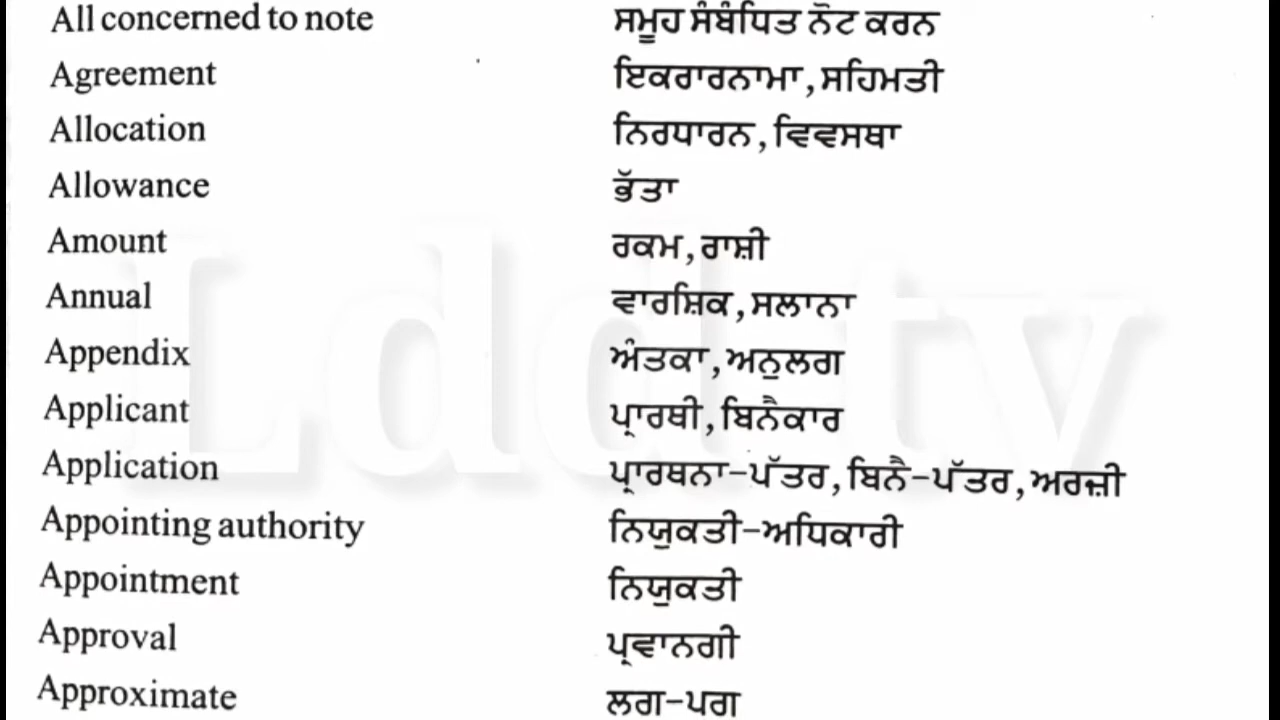 All concerned to note ਸਮੂਹ ਸੰਬੰਧਿਤ ਨੋਟ ਕਰਨ
Agreement ਇਕਰਾਰਨਾਮਾ, ਸਹਿਮਤੀ
Allocation ਨਿਰਧਾਰਨ, ਵਿਵਸਥਾ
Allowance ਭੱਤਾ
Amount ਰਕਮ, ਰਾਸ਼ੀ
Annual ਵਾਰਸ਼ਿਕ, ਸਲਾਨਾ
Appendix ਅੰਤਕਾ, ਅਨੁਲਗ
Applicant ਪ੍ਰਾਰਥੀ, ਬਿਨੈਕਾਰ
Application ਪ੍ਰਾਰਥਨਾ-ਪੱਤਰ, ਬਿਨੈ-ਪੱਤਰ, ਅਰਜ਼ੀ
Appointing authority ਨਿਯੁਕਤੀ-ਅਧਿਕਾਰੀ
Appointment ਨਿਯੁਕਤੀ
Approval ਪ੍ਰਵਾਨਗੀ
Approximate ਲਗ-ਪਗ
Ldd tv